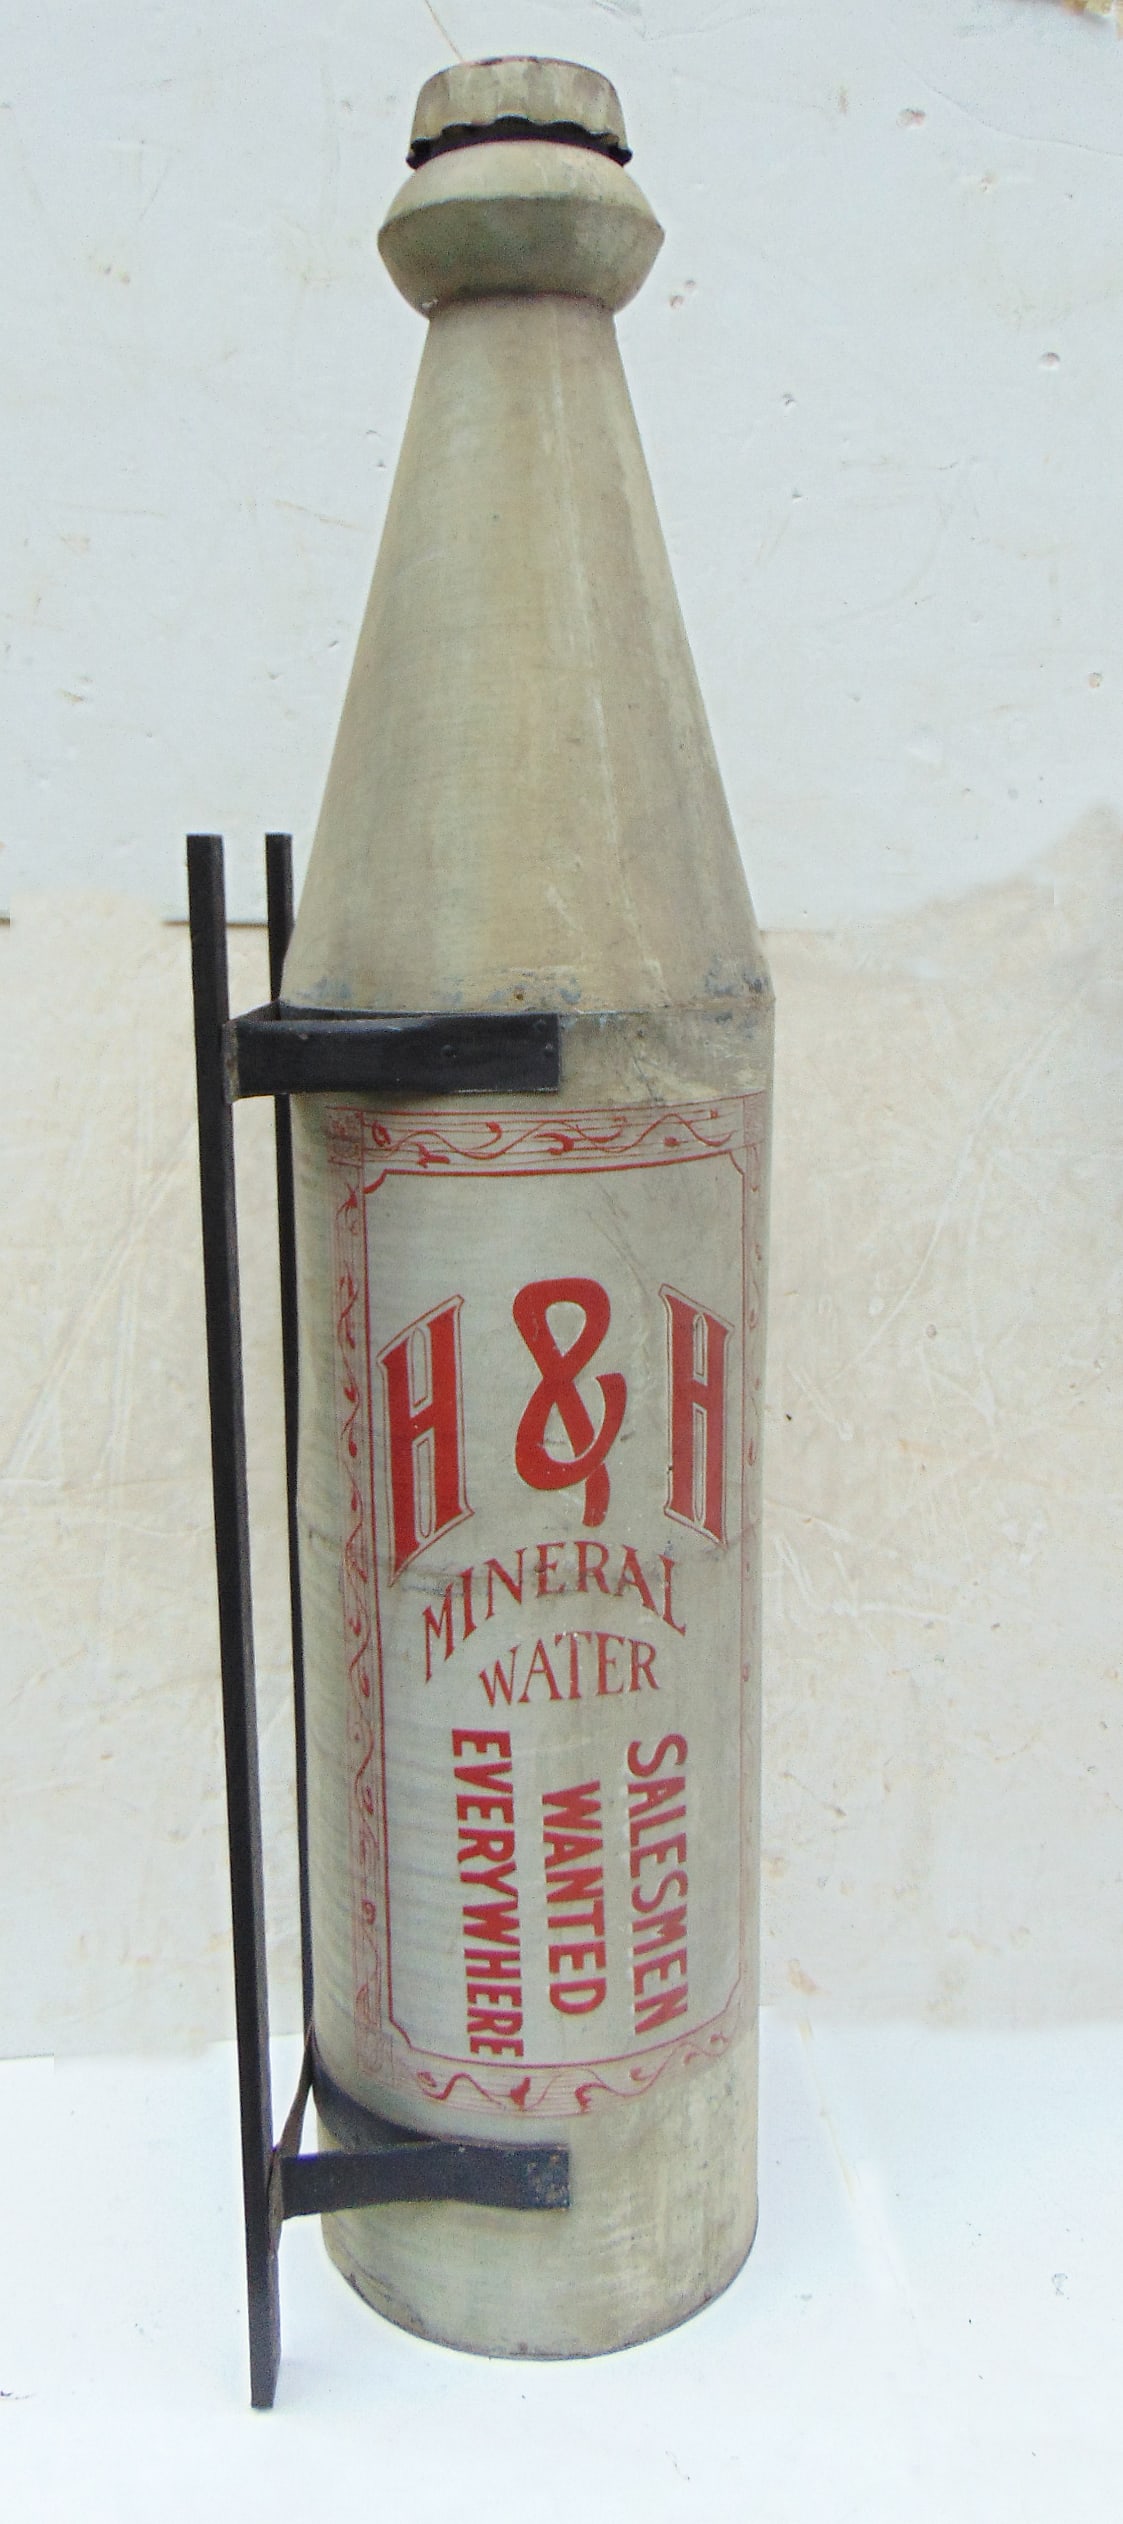 H & H
MINERAL
WATER
SALESMEN
WANTED
EVERYWHERE